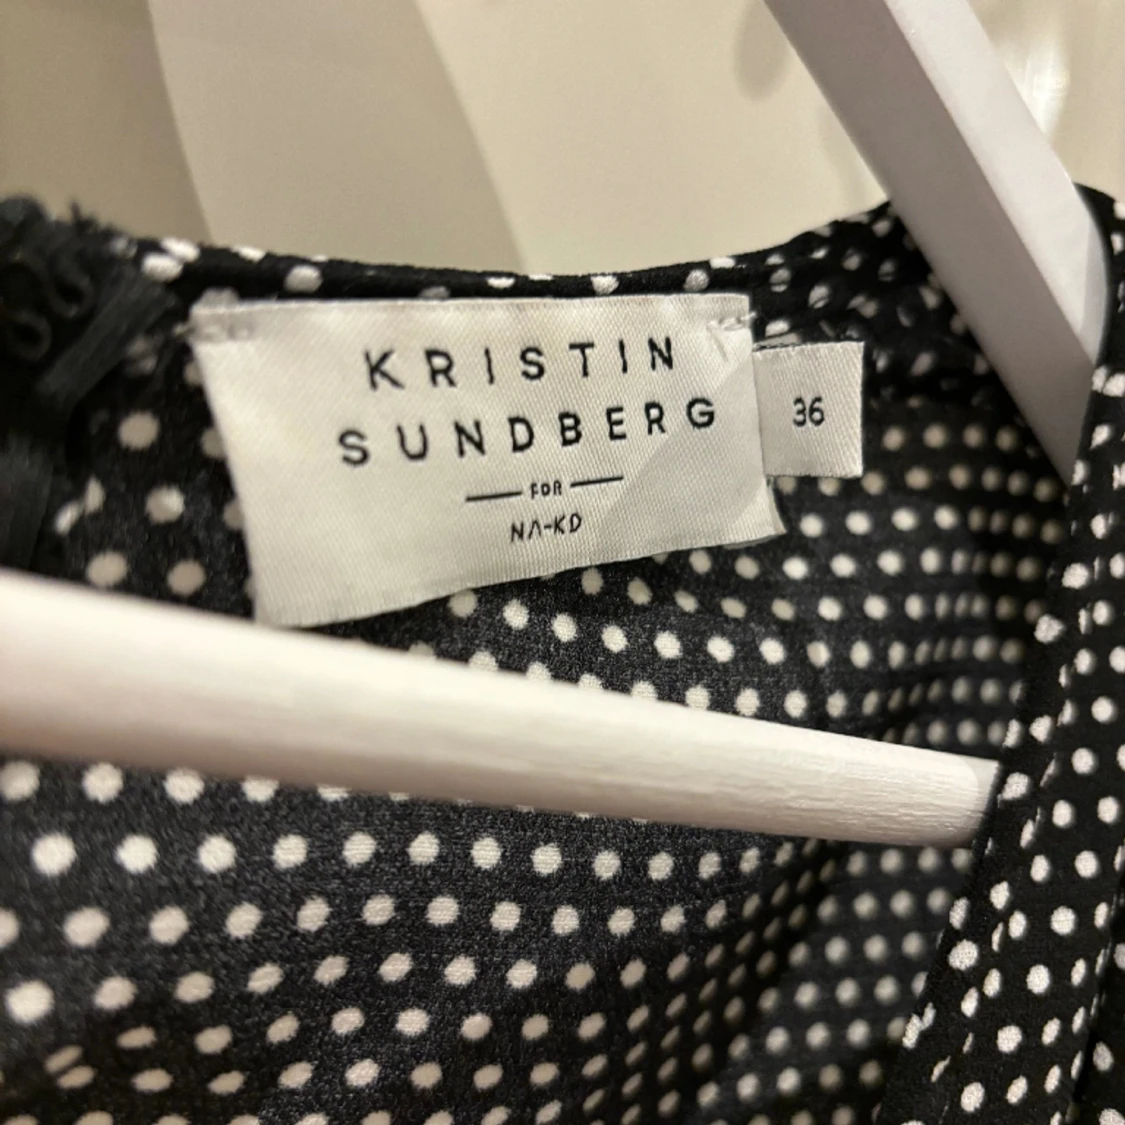 KRISTIN
SUNDBERG
FOR
NA-KD
36